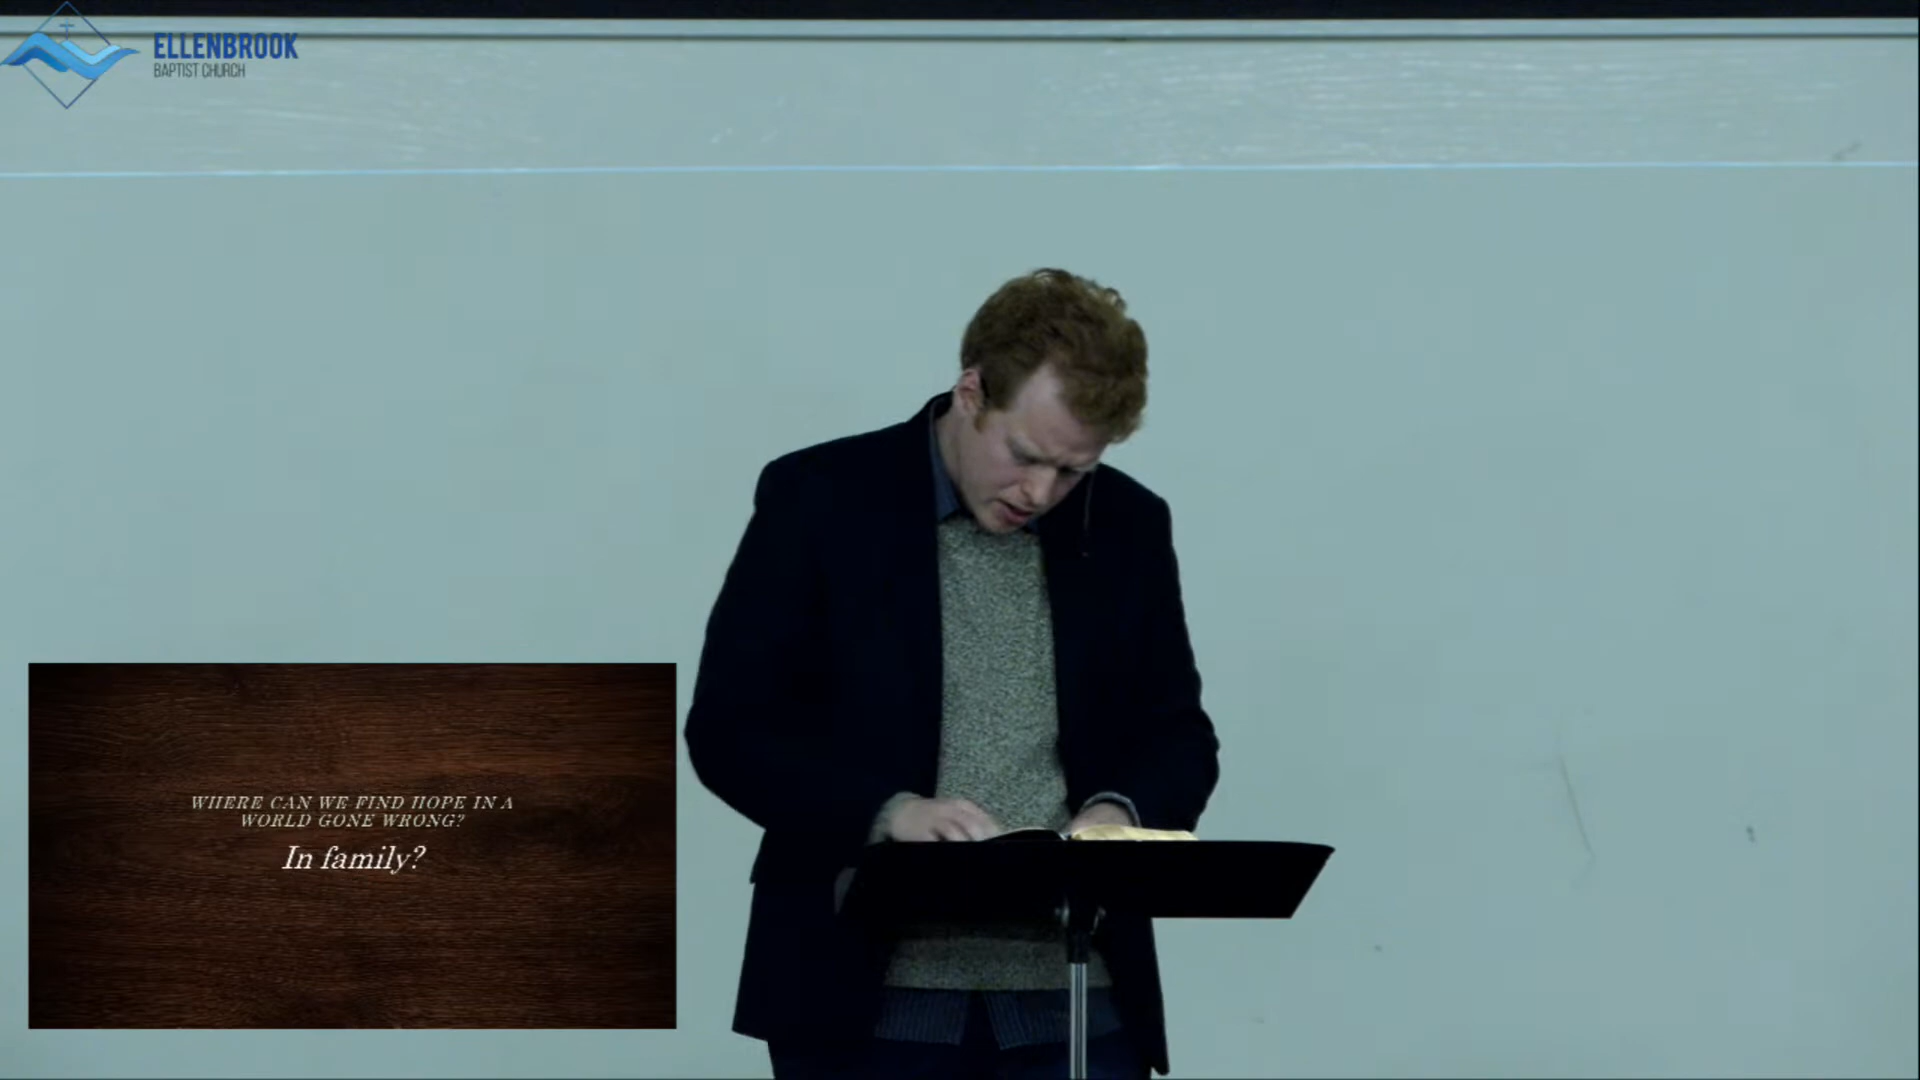 ELLENBROOK
BAPTIST CHURCH
WHERE CAN WE FIND HOPE IN A
WORLD GONE WRONG?
In family?